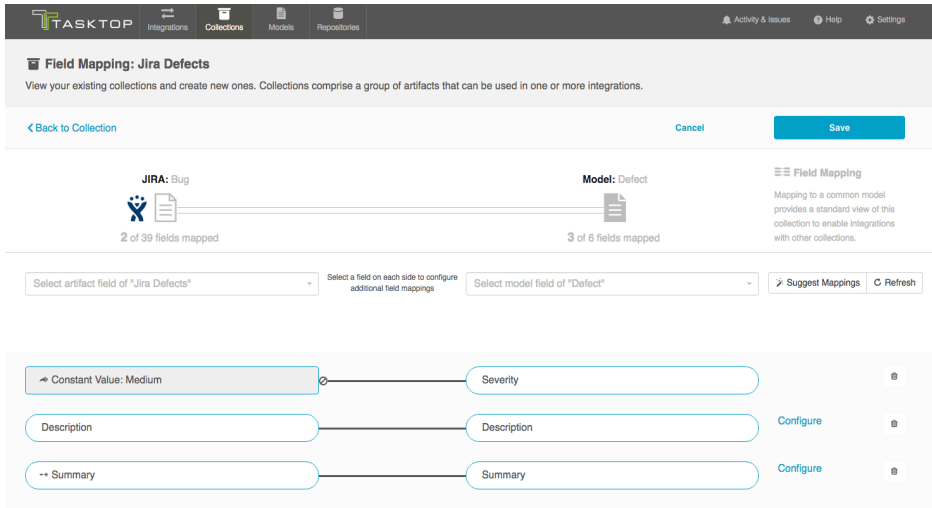 TASKTOP
Integrations
Collections
Models
Repositories
Activity & Issues
Help
Settings
Field Mapping: Jira Defects
View your existing collections and create new ones. Collections comprise a group of artifacts that can be used in one or more integrations.
Back to Collection
Cancel
Save
JIRA: Bug
Model: Defect
2 of 39 fields mapped
3 of 6 fields mapped
Field Mapping
Mapping to a common model
provides a standard view of this
collection to enable integrations
with other collections.
Select artifact field of "Jira Defects"
Select a field on each side to configure
additional field mappings
Select model field of "Defect"
Suggest Mappings
Refresh
Constant Value: Medium
Severity
Description
Description
Configure
Summary
Summary
Configure